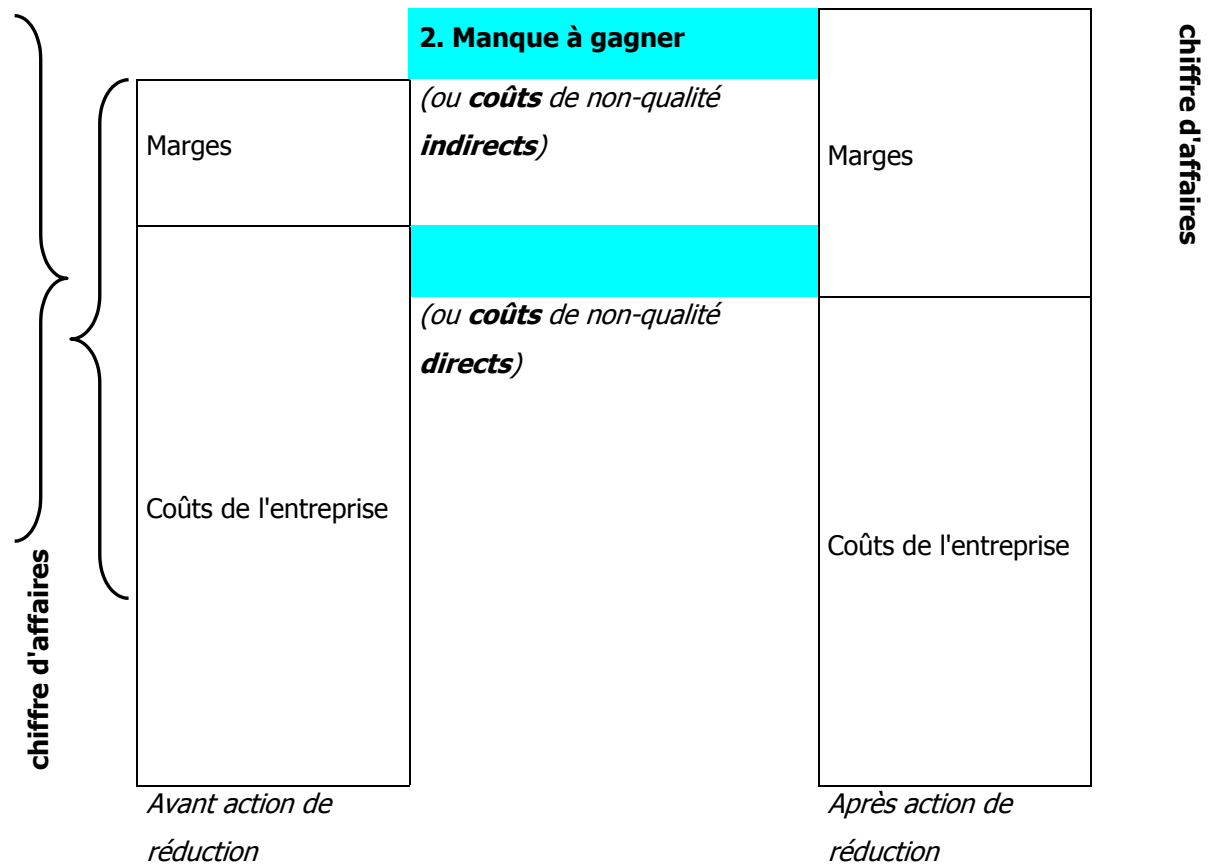 2. Manque à gagner
(ou coûts de non-qualité
indirects)
Marges
Marges
chiffre d'affaires
(ou coûts de non-qualité
directs)
Coûts de l'entreprise
Coûts de l'entreprise
chiffre d'affaires
Avant action de
réduction
Après action de
réduction